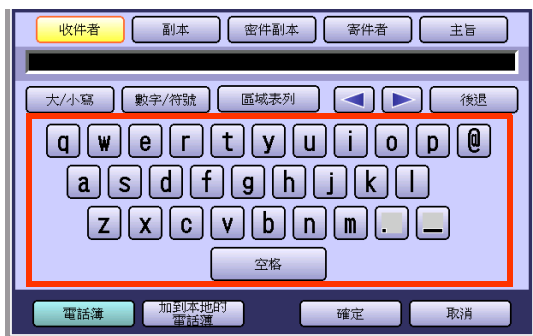 收件者 副本 密件副本 寄件者 主旨
大/小寫 數字/符號 區域表列 後退
q w e r t y u i o p @
a s d f g h j k l
z x c v b n m . _
空格
電話簿 加到本地的 確定 取消
電話簿